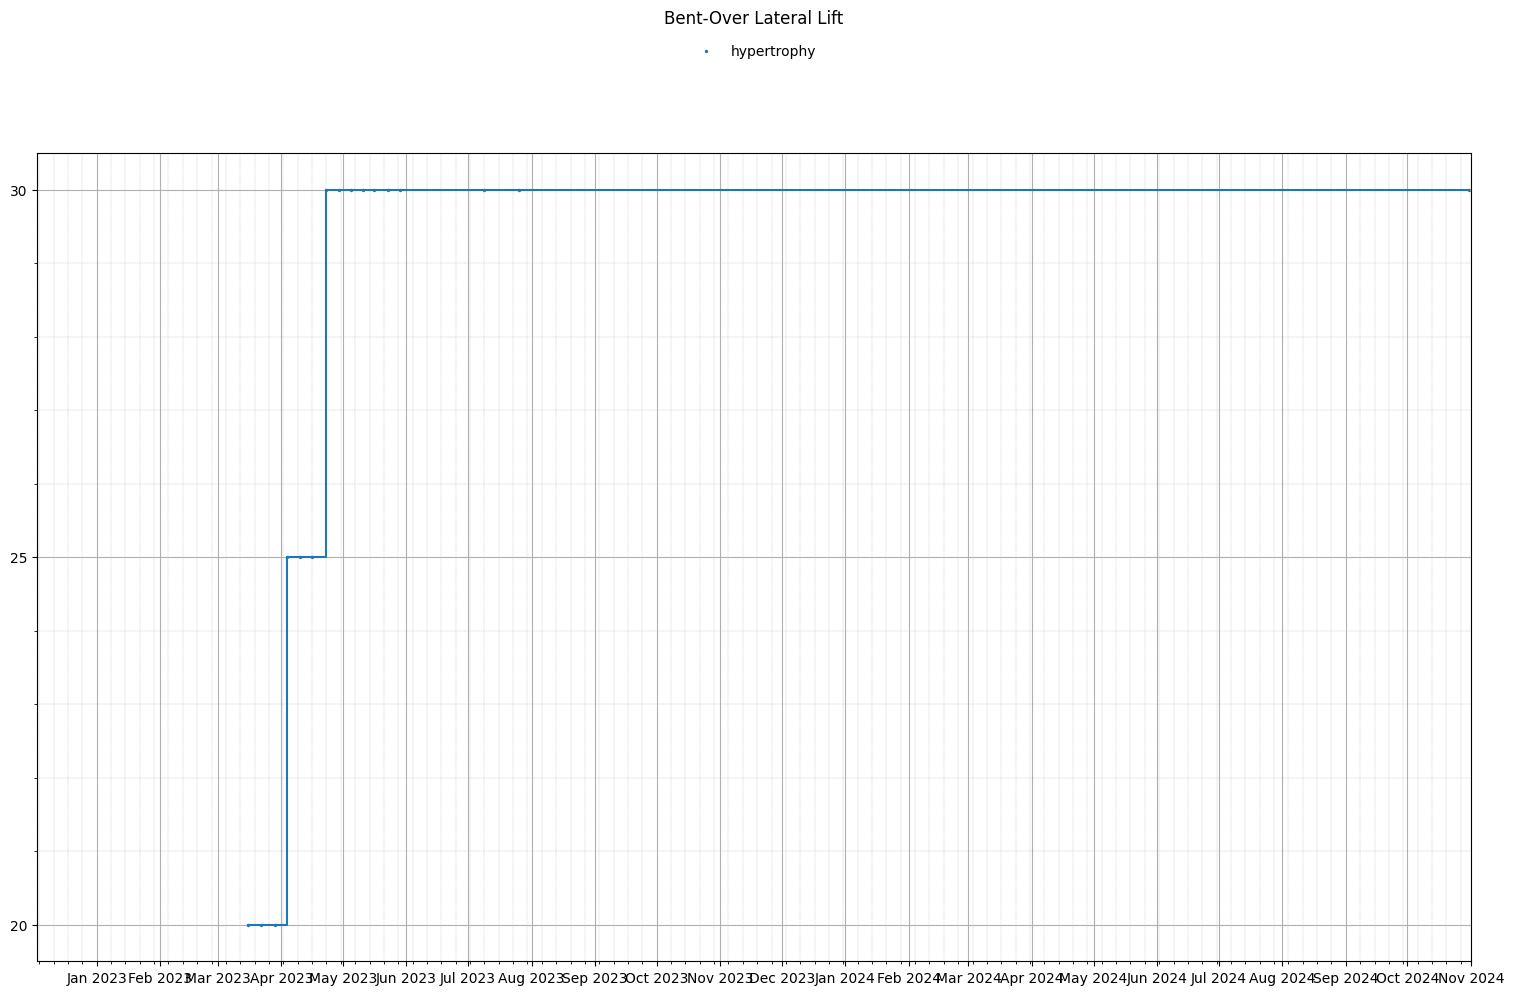 Bent-Over Lateral Lift
hypertrophy
30
25
20
Jan 2023 Feb 2023 Mar 2023 Apr 2023 May 2023 Jun 2023 Jul 2023 Aug 2023 Sep 2023 Oct 2023 Nov 2023 Dec 2023 Jan 2024 Feb 2024 Mar 2024 Apr 2024 May 2024 Jun 2024 Jul 2024 Aug 2024 Sep 2024 Oct 2024 Nov 2024